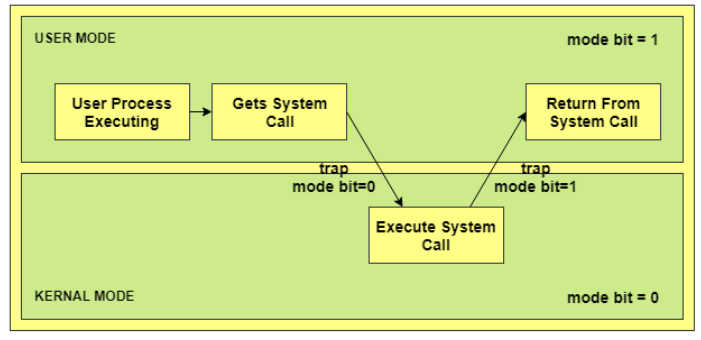 USER MODE
mode bit = 1
User Process
Executing
Gets System
Call
Return From
System Call
trap
mode bit=0
trap
mode bit=1
Execute System
Call
KERNAL MODE
mode bit = 0